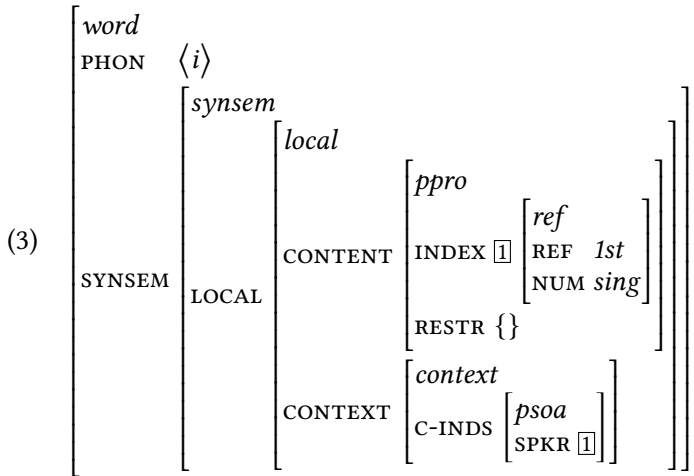 word
PHON ⟨i⟩
synsem
local
ppro
ref
(3) CONTENT INDEX 1 REF 1st
SYNSEM LOCAL NUM sing
RESTR {}
context
CONTEXT C-INDS psoa
SPKR 1